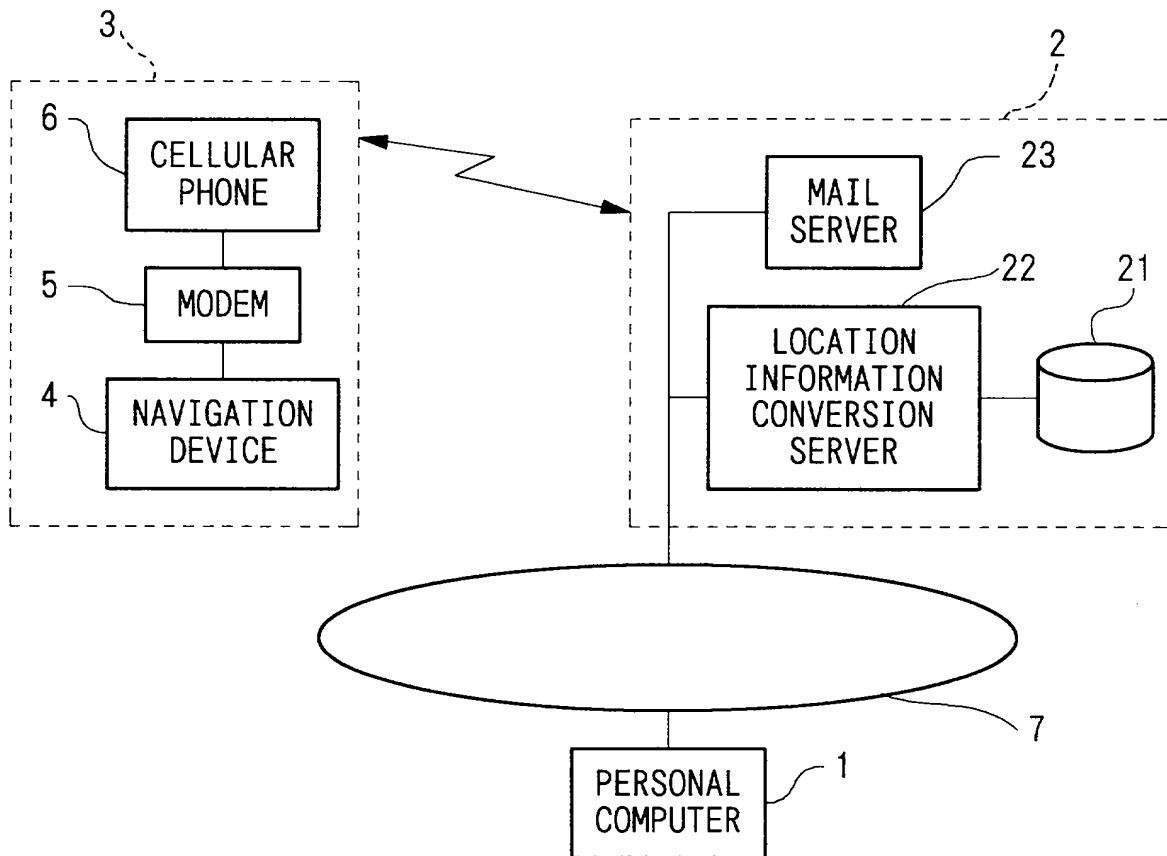 3
6
CELLULAR
PHONE
5
MODEM
4
NAVIGATION
DEVICE
2
23
MAIL
SERVER
22
21
LOCATION
INFORMATION
CONVERSION
SERVER
7
1
PERSONAL
COMPUTER